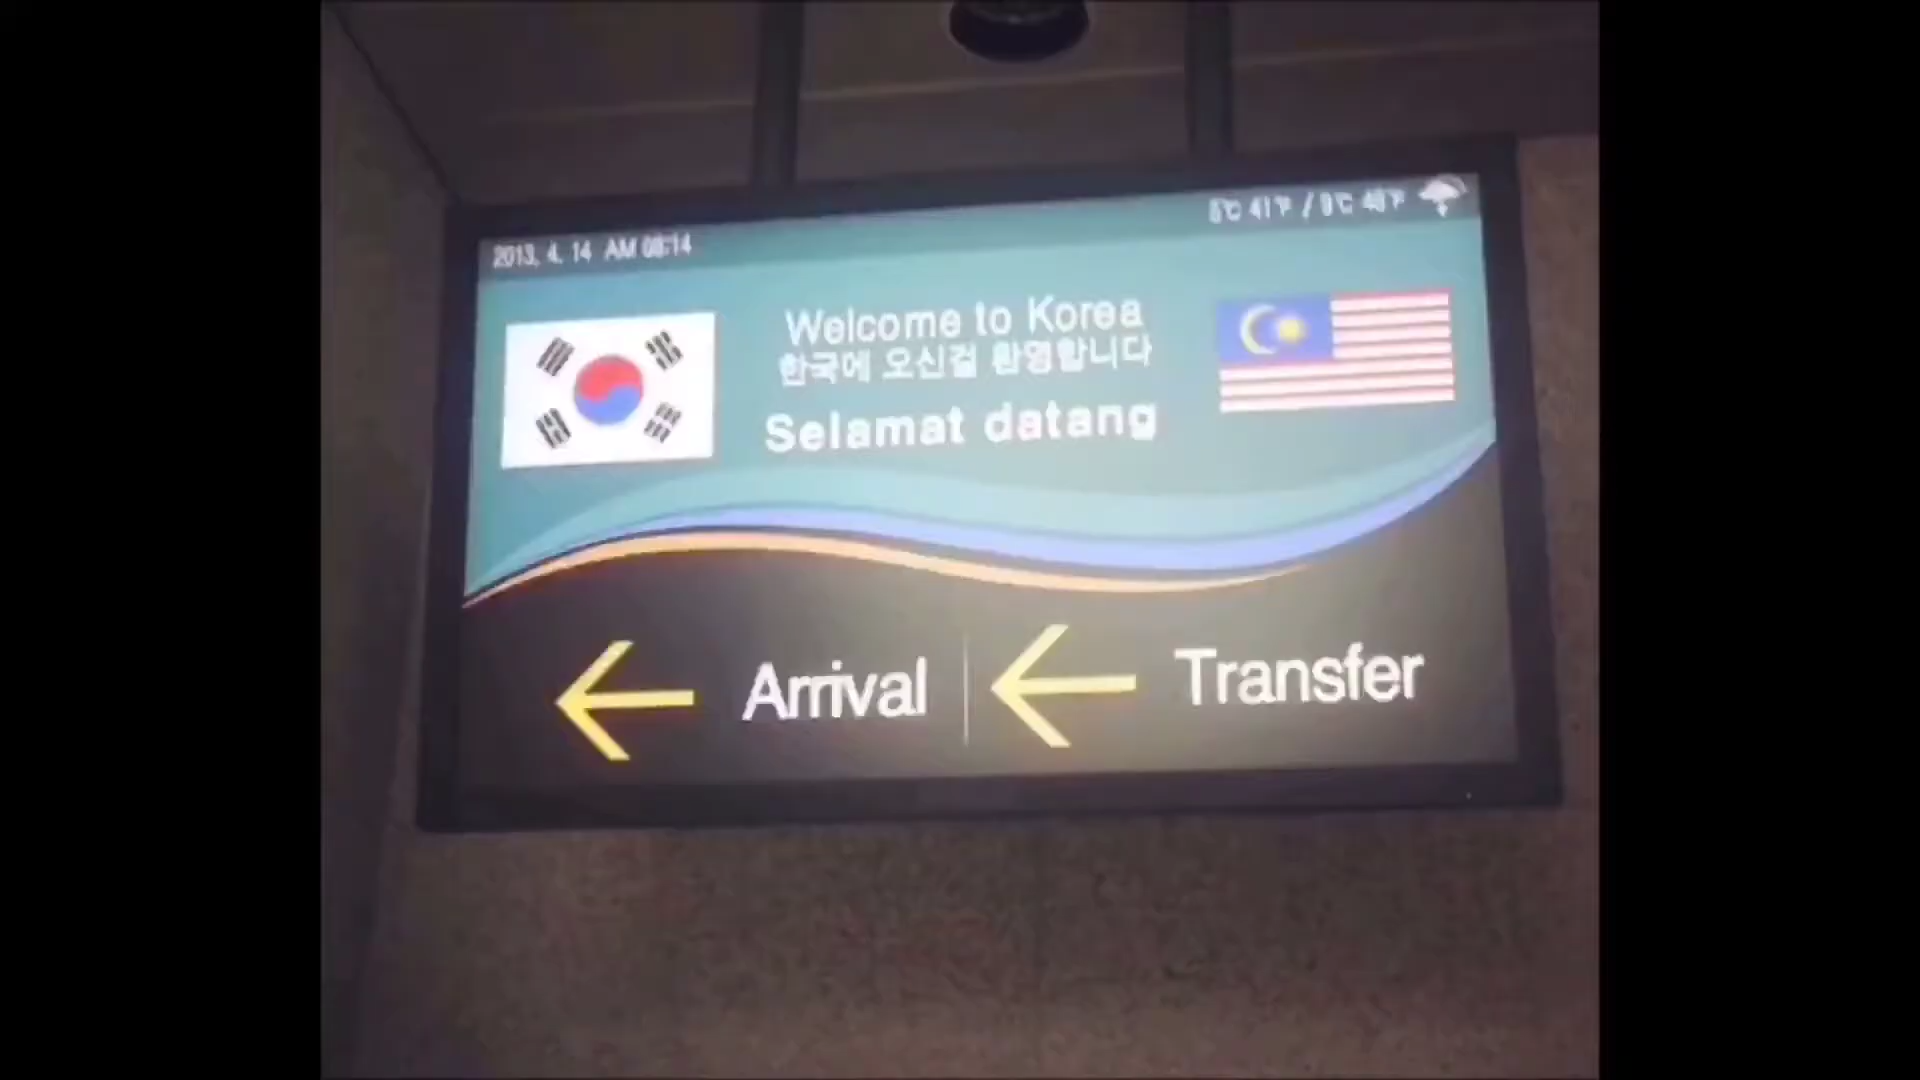 2013. 4. 14 AM 08:14
5℃ 41℉ / 9℃ 48℉
Welcome to Korea
한국에 오신걸 환영합니다
Selamat datang
← Arrival
← Transfer